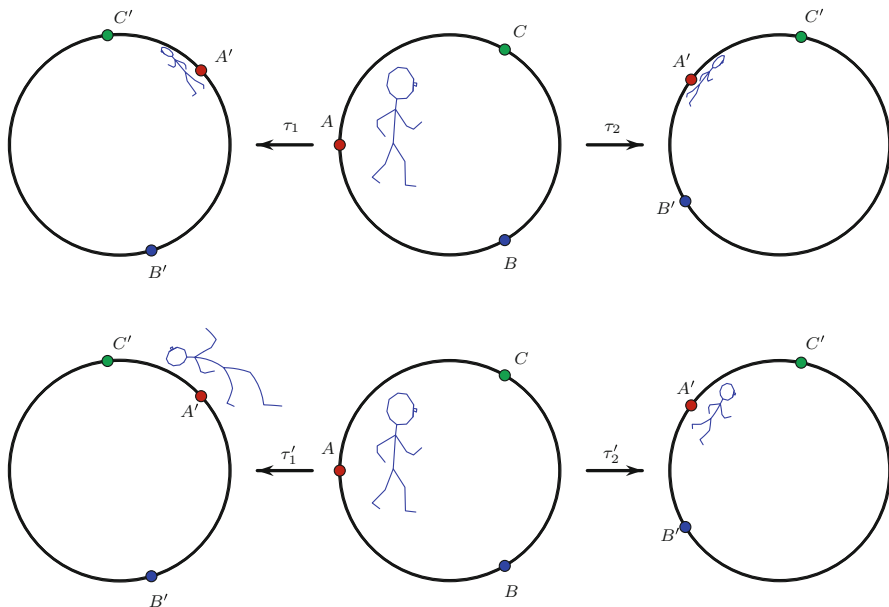 C′ C C′
A′ A τ₁ τ₂ A′
B′ B B′
C′ C C′
A′ A τ′₁ τ′₂ A′
B′ B B′